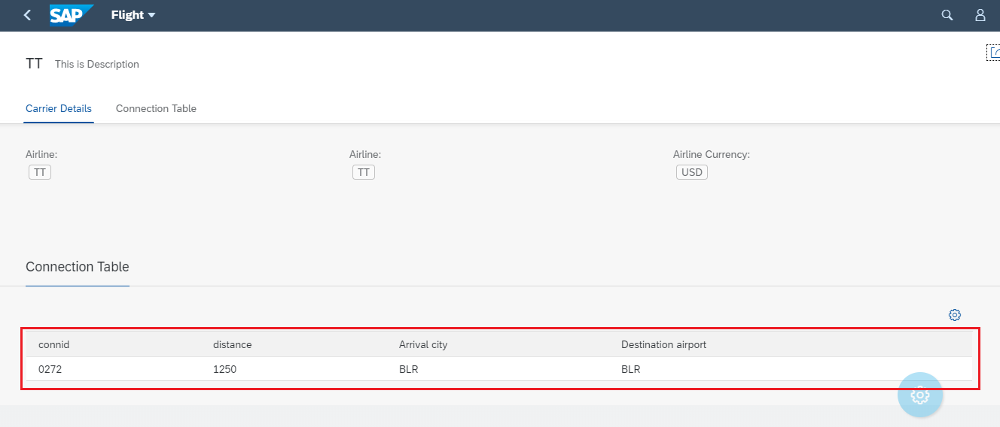 SAP Flight
TT This is Description
Carrier Details Connection Table
Airline: Airline: Airline Currency:
TT TT USD
Connection Table
connid distance Arrival city Destination airport
0272 1250 BLR BLR